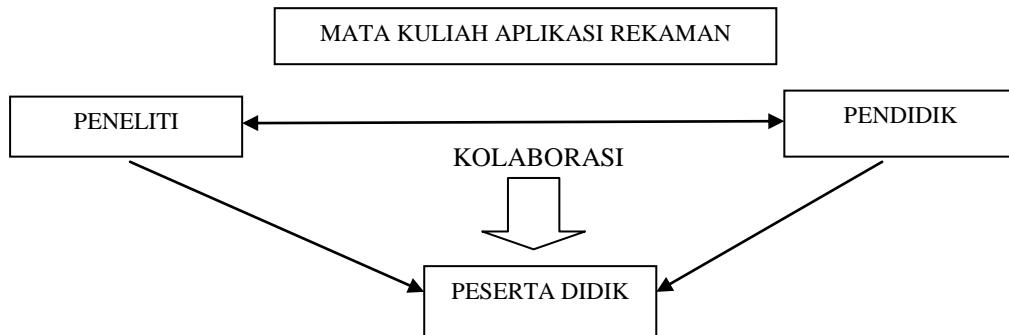 MATA KULIAH APLIKASI REKAMAN
PENELITI
PENDIDIK
KOLABORASI
PESERTA DIDIK